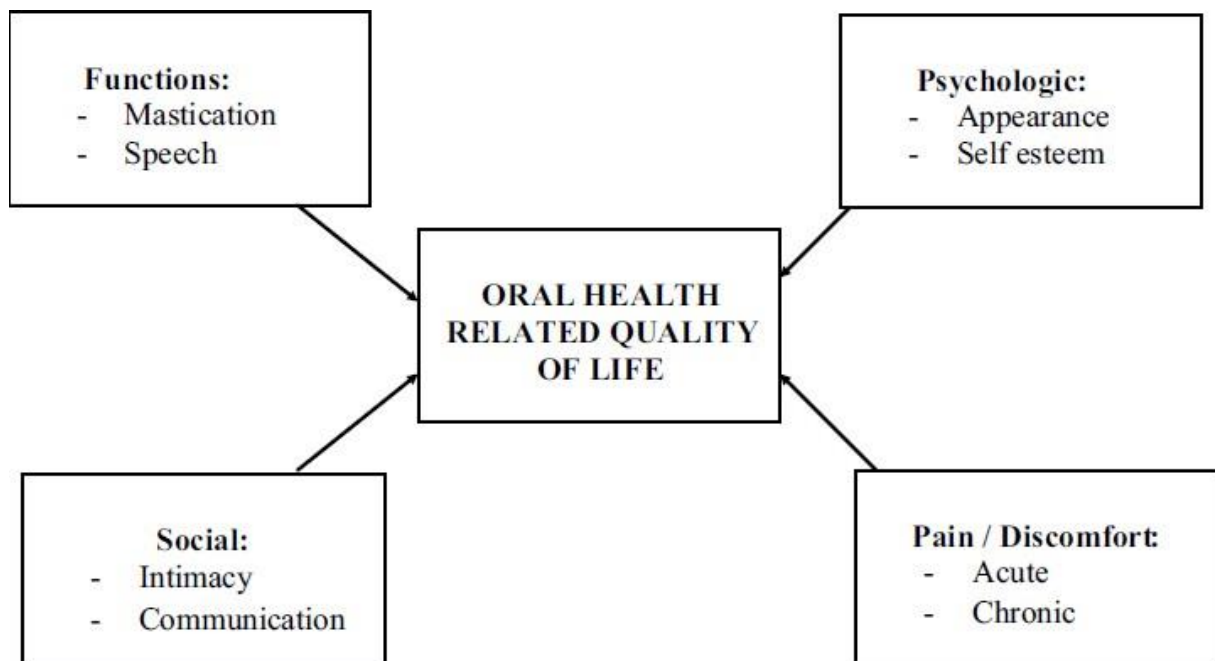 Functions:
- Mastication
- Speech
Psychologic:
- Appearance
- Self esteem
ORAL HEALTH
RELATED QUALITY
OF LIFE
Social:
- Intimacy
- Communication
Pain / Discomfort:
- Acute
- Chronic